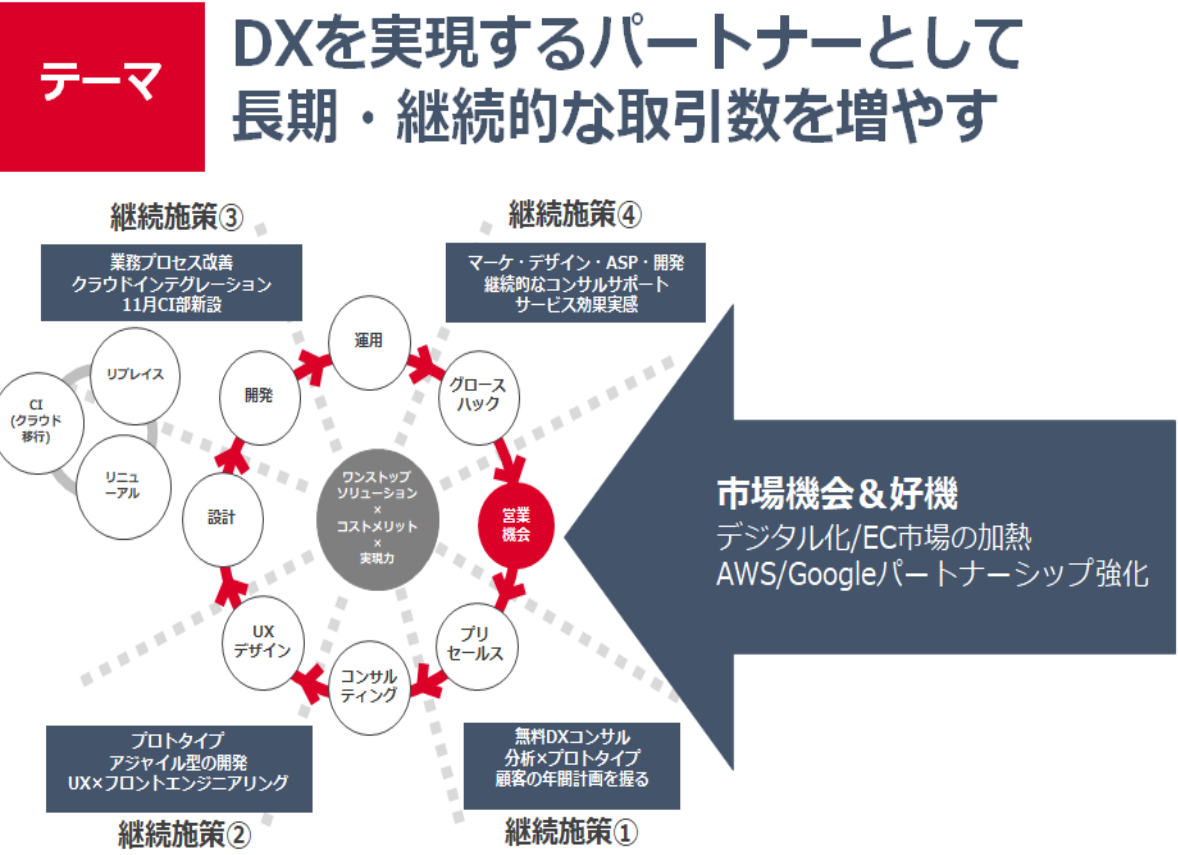 テーマ
DXを実現するパートナーとして
長期・継続的な取引数を増やす
継続施策③
業務プロセス改善
クラウドインテグレーション
11月CI部新設
継続施策④
マーケ・デザイン・ASP・開発
継続的なコンサルサポート
サービス効果実感
運用
グロース
ハック
開発
リプレイス
CI
(クラウド
移行)
リニュ
ーアル
設計
ワンストップ
ソリューション
×
コストメリット
×
実現力
営業
機会
市場機会＆好機
デジタル化/EC市場の加熱
AWS/Googleパートナーシップ強化
UX
デザイン
コンサル
ティング
プリ
セールス
プロトタイプ
アジャイル型の開発
UX×フロントエンジニアリング
継続施策②
無料DXコンサル
分析×プロトタイプ
顧客の年間計画を握る
継続施策①